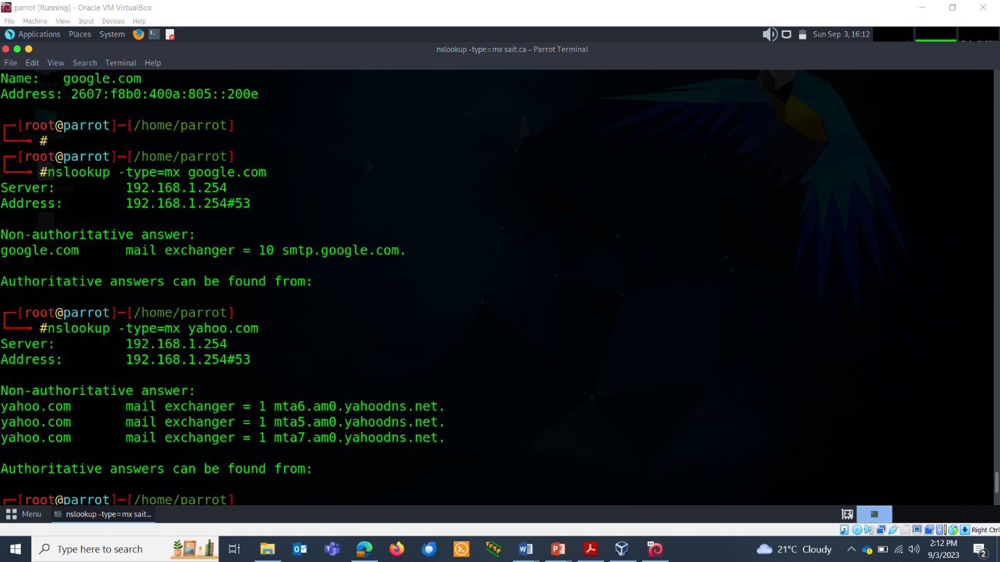 parrot [Running] - Oracle VM VirtualBox
File Machine View Input Devices Help
Applications Places System Sun Sep 3, 16:12
nslookup -type=mx sait.ca - Parrot Terminal
File Edit View Search Terminal Help
Name: google.com
Address: 2607:f8b0:400a:805::200e
┌─[root@parrot]─[/home/parrot]
└──╼ #
┌─[root@parrot]─[/home/parrot]
└──╼ #nslookup -type=mx google.com
Server: 192.168.1.254
Address: 192.168.1.254#53
Non-authoritative answer:
google.com mail exchanger = 10 smtp.google.com.
Authoritative answers can be found from:
┌─[root@parrot]─[/home/parrot]
└──╼ #nslookup -type=mx yahoo.com
Server: 192.168.1.254
Address: 192.168.1.254#53
Non-authoritative answer:
yahoo.com mail exchanger = 1 mta6.am0.yahoodns.net.
yahoo.com mail exchanger = 1 mta5.am0.yahoodns.net.
yahoo.com mail exchanger = 1 mta7.am0.yahoodns.net.
Authoritative answers can be found from:
┌─[root@parrot]─[/home/parrot]
Menu nslookup -type=mx sait...
Right Ctrl
Type here to search 21°C Cloudy 2:12 PM
9/3/2023 2